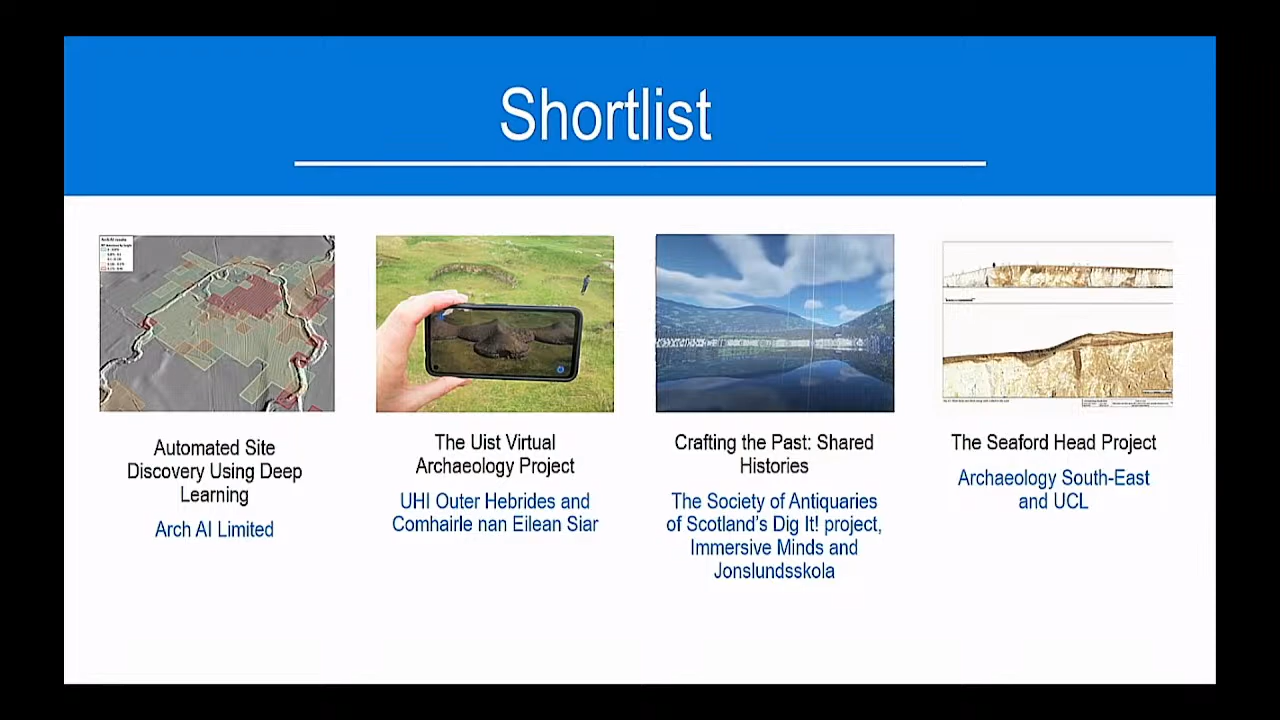 Shortlist
Automated Site
Discovery Using Deep
Learning
Arch AI Limited
The Uist Virtual
Archaeology Project
UHI Outer Hebrides and
Comhairle nan Eilean Siar
Crafting the Past: Shared
Histories
The Society of Antiquaries
of Scotland's Dig It! project,
Immersive Minds and
Jonslundsskola
The Seaford Head Project
Archaeology South-East
and UCL